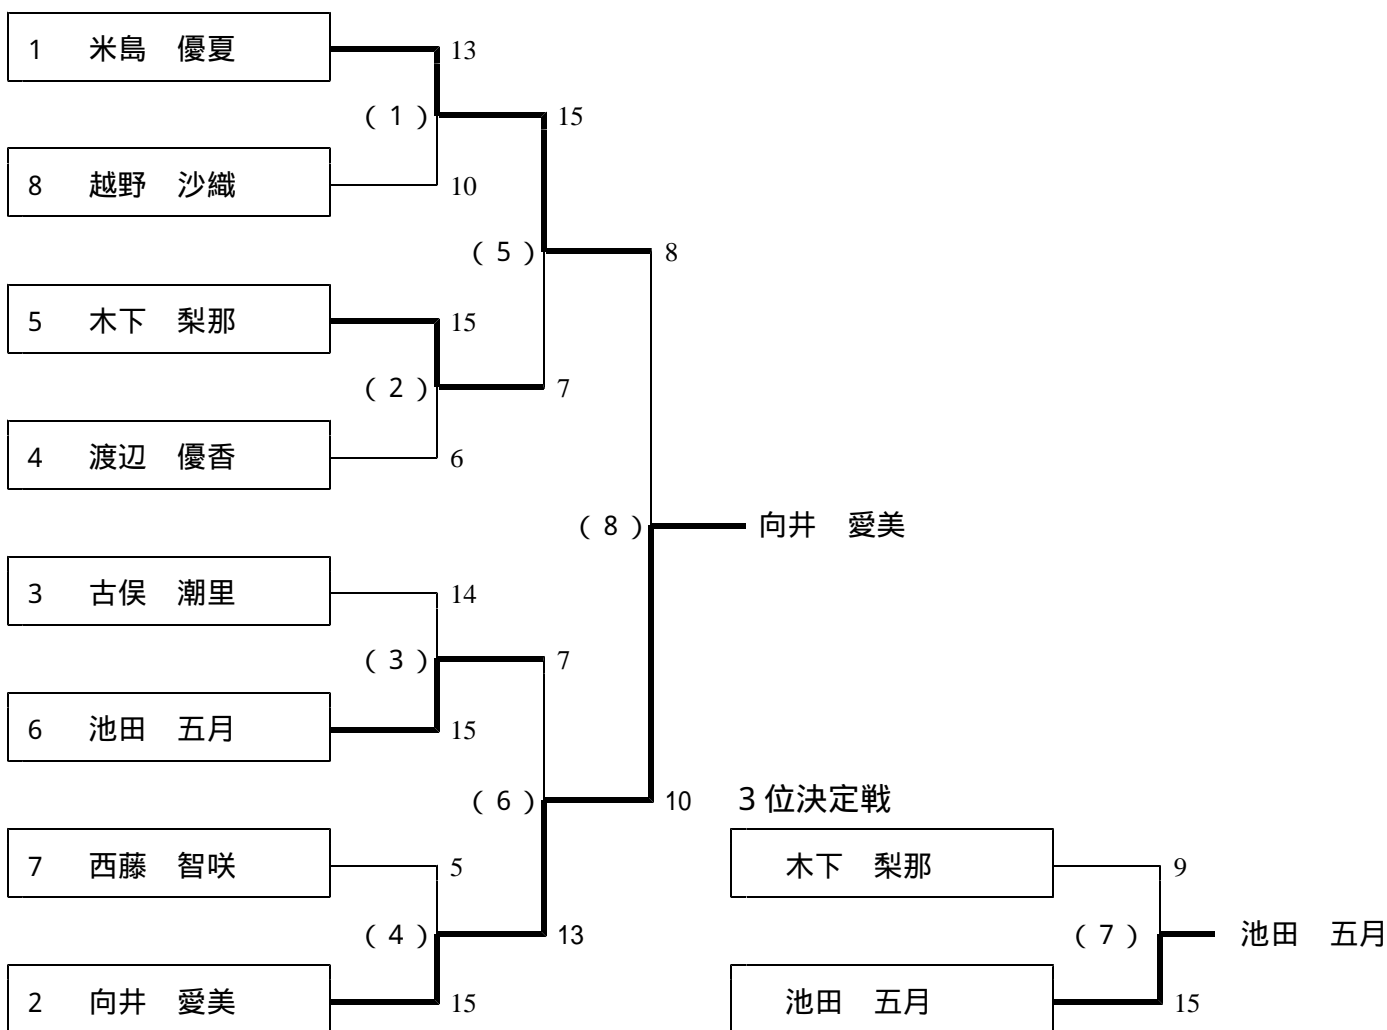 1　米島　優夏
13
( 1 )
15
8　越野　沙織
10
( 5 )
8
5　木下　梨那
15
( 2 )
7
4　渡辺　優香
6
( 8 )
向井　愛美
3　古俣　潮里
14
( 3 )
7
6　池田　五月
15
( 6 )
10
3位決定戦
7　西藤　智咲
5
木下　梨那
9
( 4 )
13
( 7 )
池田　五月
2　向井　愛美
15
池田　五月
15